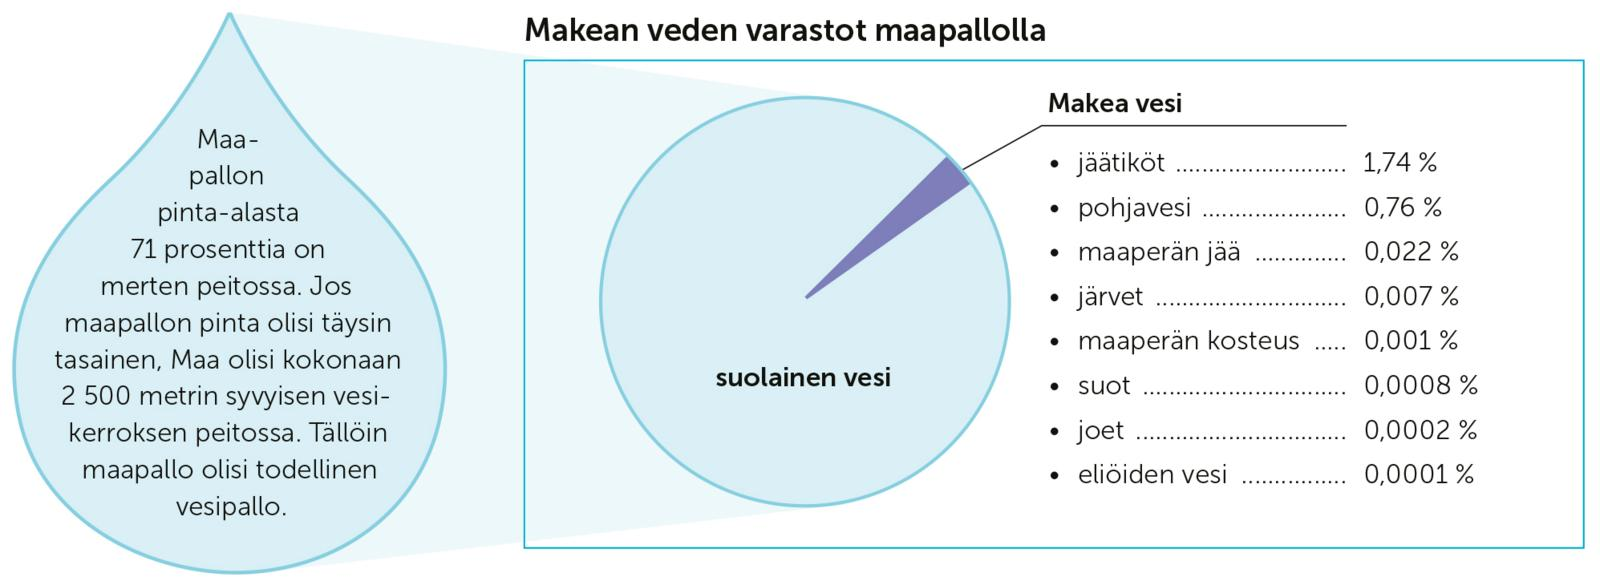 Maa-
pallon
pinta-alasta
71 prosenttia on
merten peitossa. Jos
maapallon pinta olisi täysin
tasainen, Maa olisi kokonaan
2 500 metrin syvyisen vesi-
kerroksen peitossa. Tällöin
maapallo olisi todellinen
vesipallo.
Makean veden varastot maapallolla
suolainen vesi
Makea vesi
• jäätiköt .......................... 1,74 %
• pohjavesi ...................... 0,76 %
• maaperän jää .............. 0,022 %
• järvet ............................. 0,007 %
• maaperän kosteus ..... 0,001 %
• suot ............................... 0,0008 %
• joet ................................ 0,0002 %
• eliöiden vesi ................ 0,0001 %